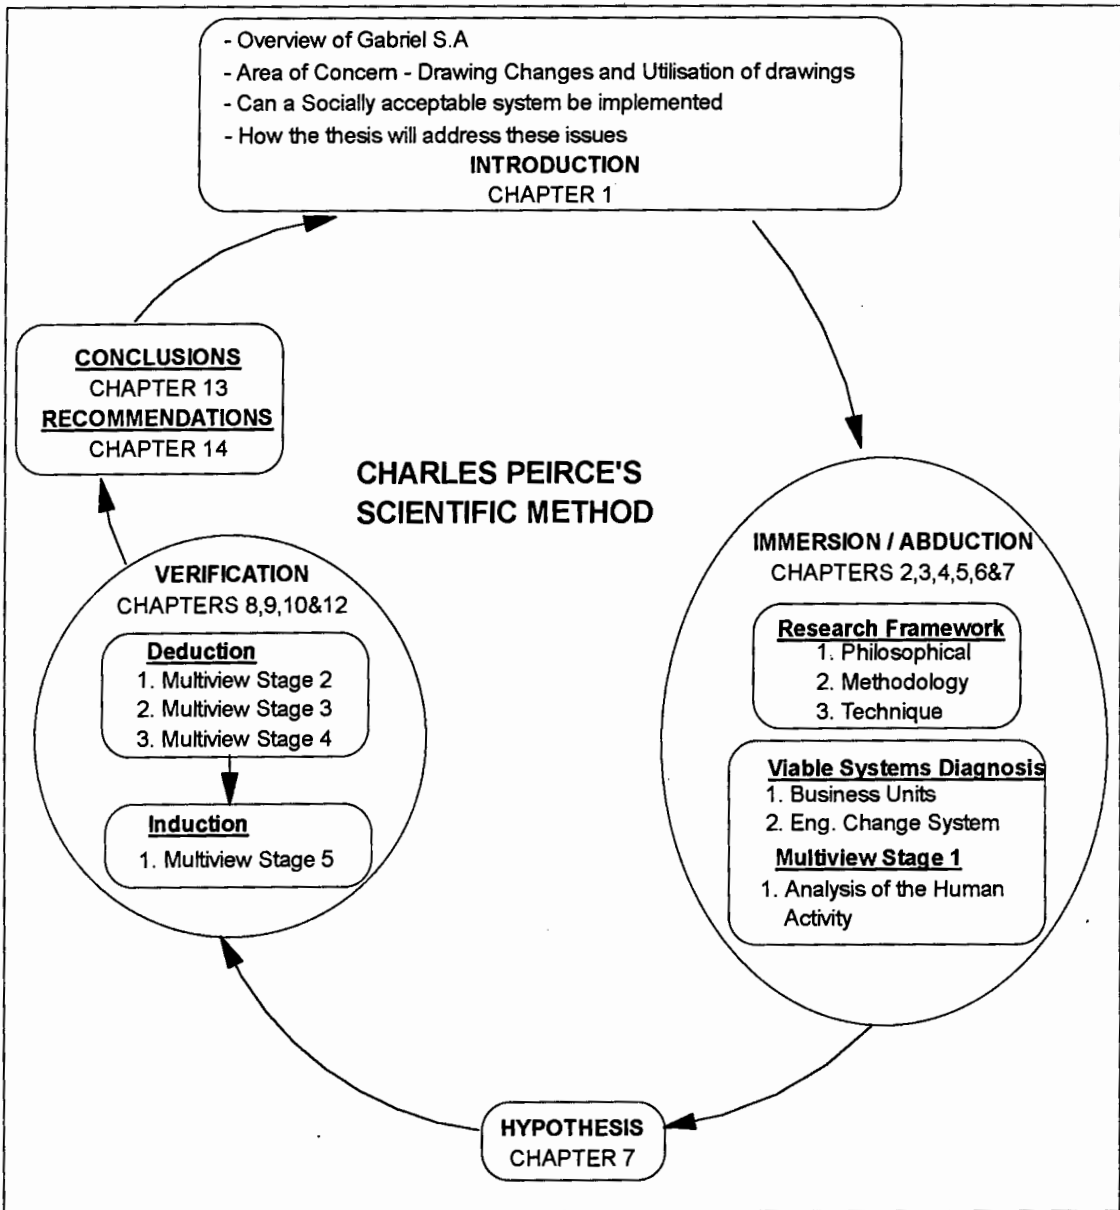 - Overview of Gabriel S.A
- Area of Concern - Drawing Changes and Utilisation of drawings
- Can a Socially acceptable system be implemented
- How the thesis will address these issues
INTRODUCTION
CHAPTER 1
CONCLUSIONS
CHAPTER 13
RECOMMENDATIONS
CHAPTER 14
CHARLES PEIRCE'S
SCIENTIFIC METHOD
IMMERSION / ABDUCTION
CHAPTERS 2,3,4,5,6&7
Research Framework
1. Philosophical
2. Methodology
3. Technique
Viable Systems Diagnosis
1. Business Units
2. Eng. Change System
Multiview Stage 1
1. Analysis of the Human
Activity
VERIFICATION
CHAPTERS 8,9,10&12
Deduction
1. Multiview Stage 2
2. Multiview Stage 3
3. Multiview Stage 4
Induction
1. Multiview Stage 5
HYPOTHESIS
CHAPTER 7